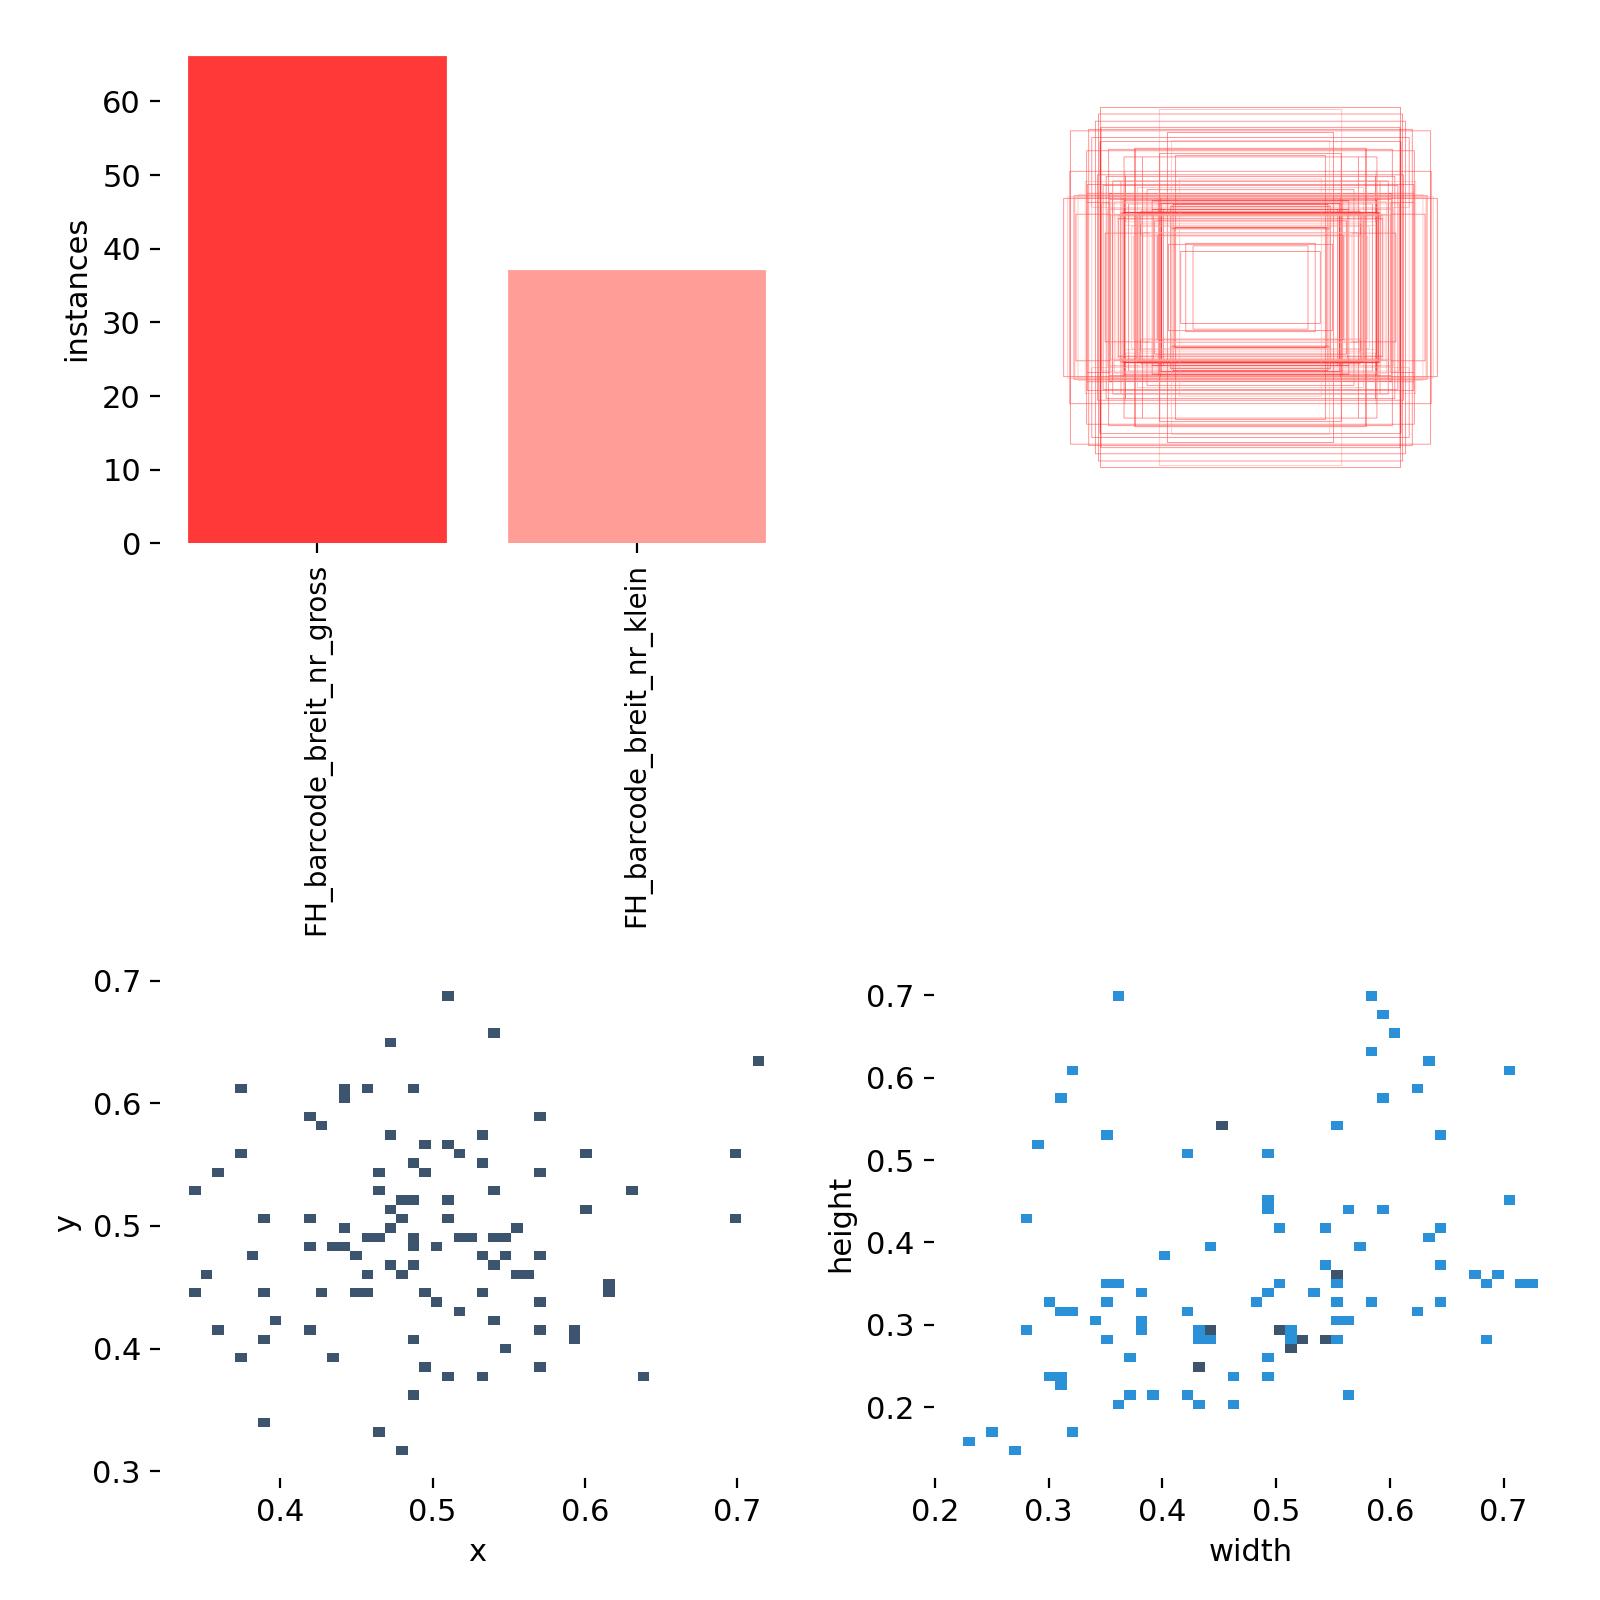 instances
60
50
40
30
20
10
0
FH_barcode_breit_nr_gross
FH_barcode_breit_nr_klein
y
0.7
0.6
0.5
0.4
0.3
0.4 0.5 0.6 0.7
x
height
0.7
0.6
0.5
0.4
0.3
0.2
0.2 0.3 0.4 0.5 0.6 0.7
width